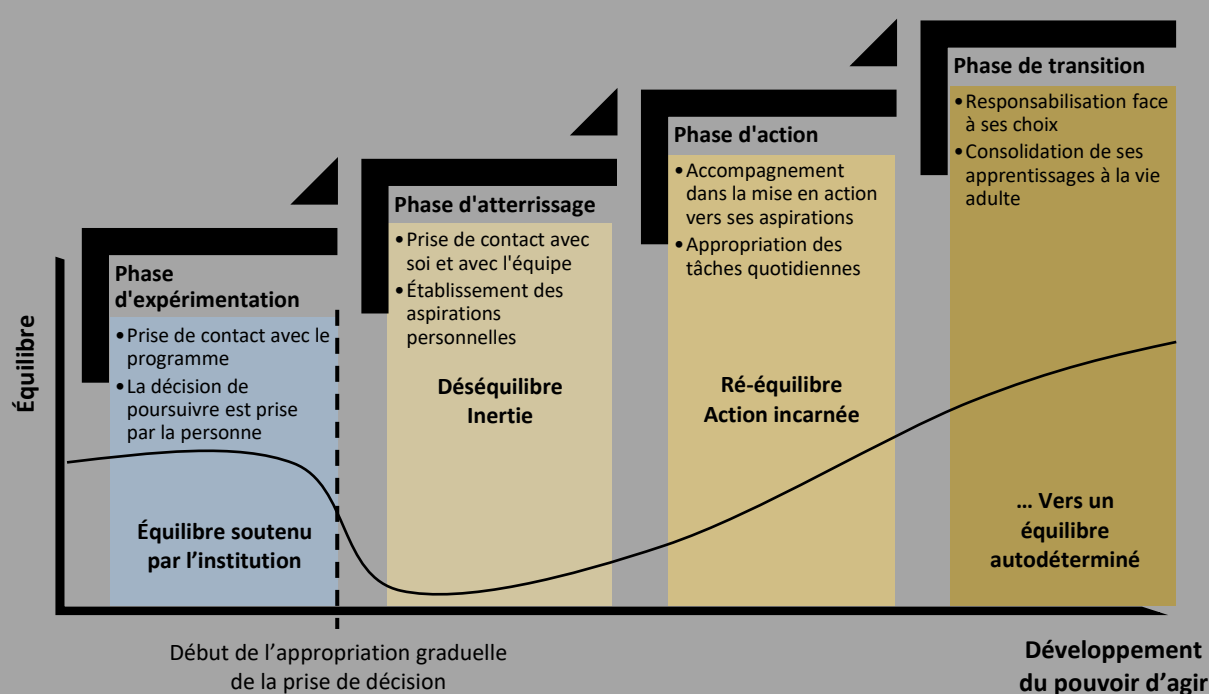 Équilibre
Phase
d'expérimentation
•Prise de contact avec le
programme
•La décision de
poursuivre est prise
par la personne
Équilibre soutenu
par l’institution
Phase d'atterrissage
•Prise de contact avec
soi et avec l'équipe
•Établissement des
aspirations
personnelles
Déséquilibre
Inertie
Phase d'action
•Accompagnement
dans la mise en action
vers ses aspirations
•Appropriation des
tâches quotidiennes
Ré-équilibre
Action incarnée
Phase de transition
•Responsabilisation face
à ses choix
•Consolidation de ses
apprentissages à la vie
adulte
... Vers un
équilibre
autodéterminé
Début de l’appropriation graduelle
de la prise de décision
Développement
du pouvoir d’agir